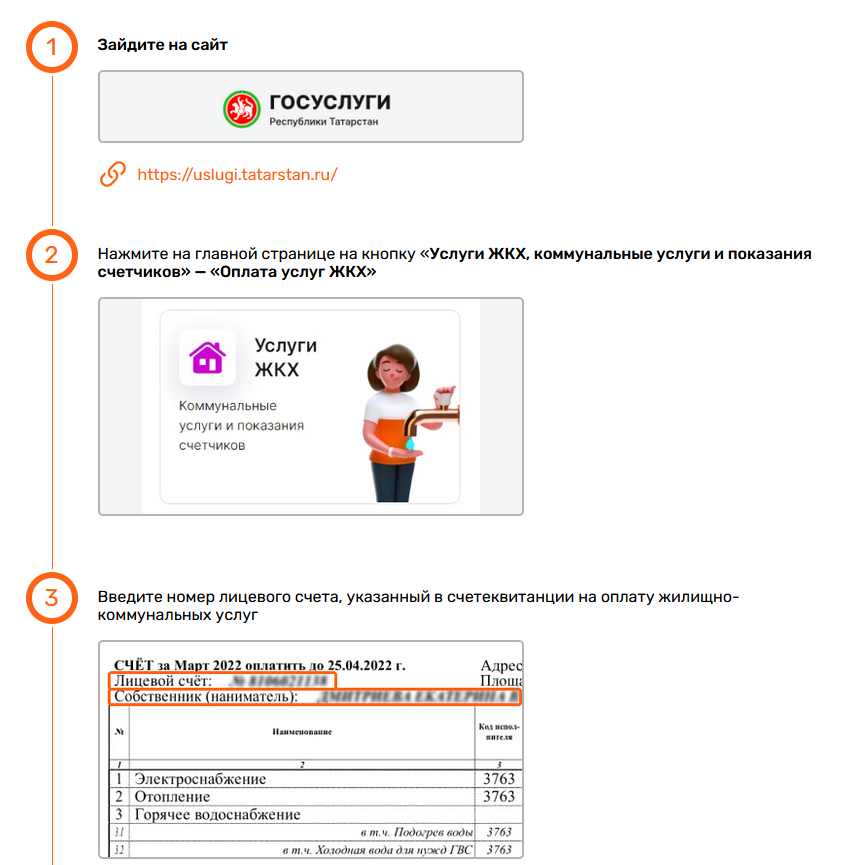 1
Зайдите на сайт
ГОСУСЛУГИ
Республики Татарстан
https://uslugi.tatarstan.ru/
2
Нажмите на главной странице на кнопку «Услуги ЖКХ, коммунальные услуги и показания
счетчиков» — «Оплата услуг ЖКХ»
Услуги
ЖКХ
Коммунальные
услуги и показания
счетчиков
3
Введите номер лицевого счета, указанный в счетеквитанции на оплату жилищно-
коммунальных услуг
СЧЁТ за Март 2022 оплатить до 25.04.2022 г. Адрес
Лицевой счёт: Площа
Собственник (наниматель):
№ Наименование Код испол-
нителя
1 2 3
1 Электроснабжение 3763
2 Отопление 3763
3 Горячее водоснабжение
3.1 в т.ч. Подогрев воды 3763
3.2 в т.ч. Холодная вода для нужд ГВС 3763